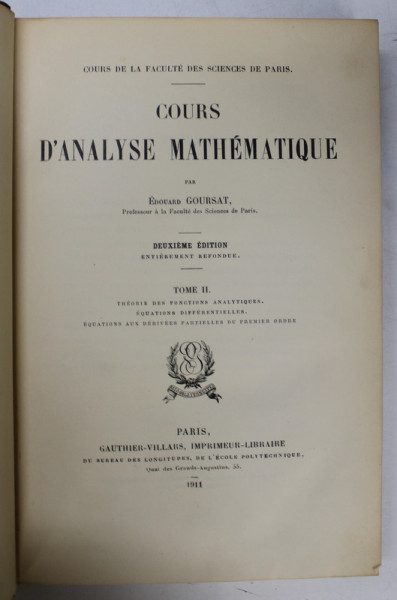 COURS DE LA FACULTÉ DES SCIENCES DE PARIS.
COURS
D'ANALYSE MATHÉMATIQUE
PAR
ÉDOUARD GOURSAT,
Professeur à la Faculté des Sciences de Paris.
DEUXIÈME ÉDITION
ENTIÈREMENT REFONDUE.
TOME II.
THÉORIE DES FONCTIONS ANALYTIQUES.
ÉQUATIONS DIFFÉRENTIELLES.
ÉQUATIONS AUX DÉRIVÉES PARTIELLES DU PREMIER ORDRE
PARIS,
GAUTHIER-VILLARS, IMPRIMEUR-LIBRAIRE
DU BUREAU DES LONGITUDES, DE L'ÉCOLE POLYTECHNIQUE,
Quai des Grands-Augustins, 55.
1911